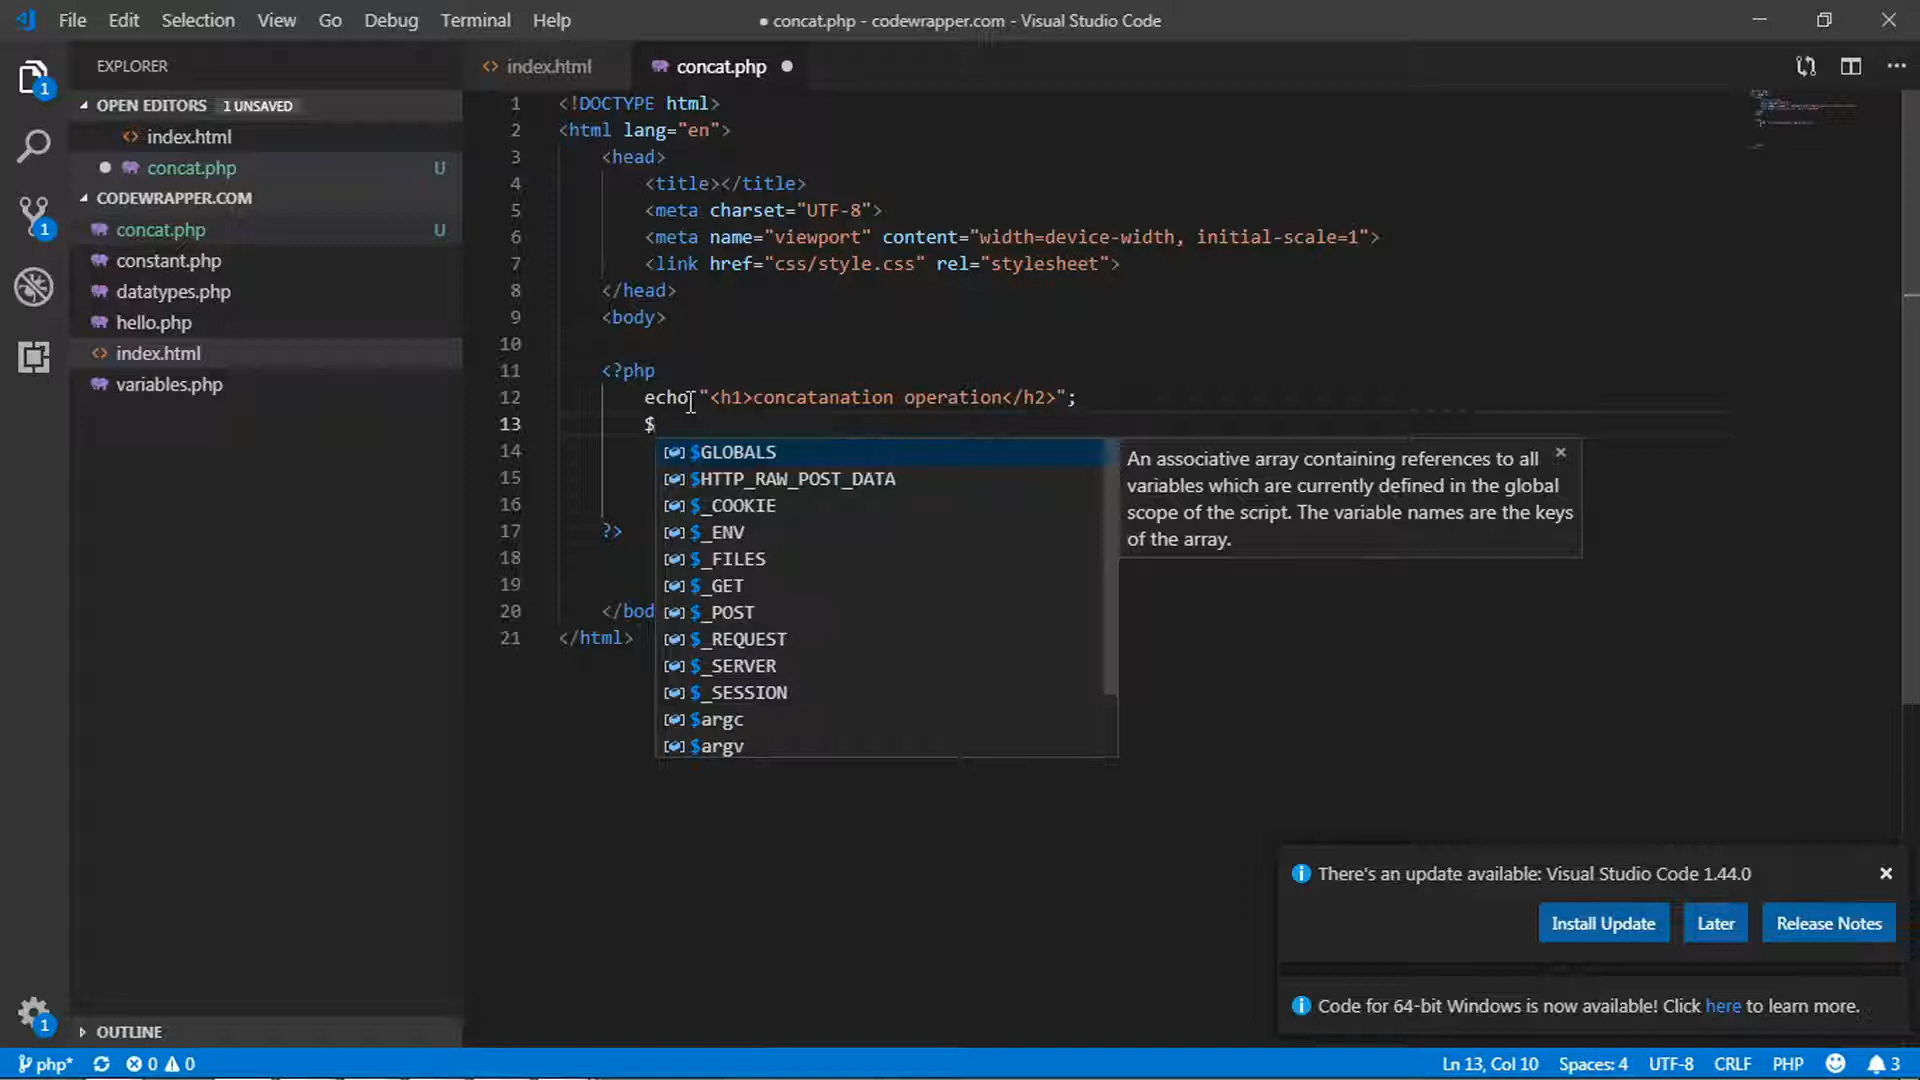 File Edit Selection View Go Debug Terminal Help
● concat.php - codewrapper.com - Visual Studio Code
EXPLORER
OPEN EDITORS 1 UNSAVED
index.html
concat.php U
CODEWRAPPER.COM
concat.php U
constant.php
datatypes.php
hello.php
index.html
variables.php
OUTLINE
index.html concat.php
1 <!DOCTYPE html>
2 <html lang="en">
3 <head>
4 <title></title>
5 <meta charset="UTF-8">
6 <meta name="viewport" content="width=device-width, initial-scale=1">
7 <link href="css/style.css" rel="stylesheet">
8 </head>
9 <body>
10
11 <?php
12 echo "<h1>concatanation operation</h2>";
13 $
14
15
16
17 ?>
18
19
20 </bod
21 </html>
$GLOBALS
$HTTP_RAW_POST_DATA
$_COOKIE
$_ENV
$_FILES
$_GET
$_POST
$_REQUEST
$_SERVER
$_SESSION
$argc
$argv
An associative array containing references to all
variables which are currently defined in the global
scope of the script. The variable names are the keys
of the array.
There's an update available: Visual Studio Code 1.44.0
Install Update Later Release Notes
Code for 64-bit Windows is now available! Click here to learn more.
1
1
1
php* 0 0 Ln 13, Col 10 Spaces: 4 UTF-8 CRLF PHP 3